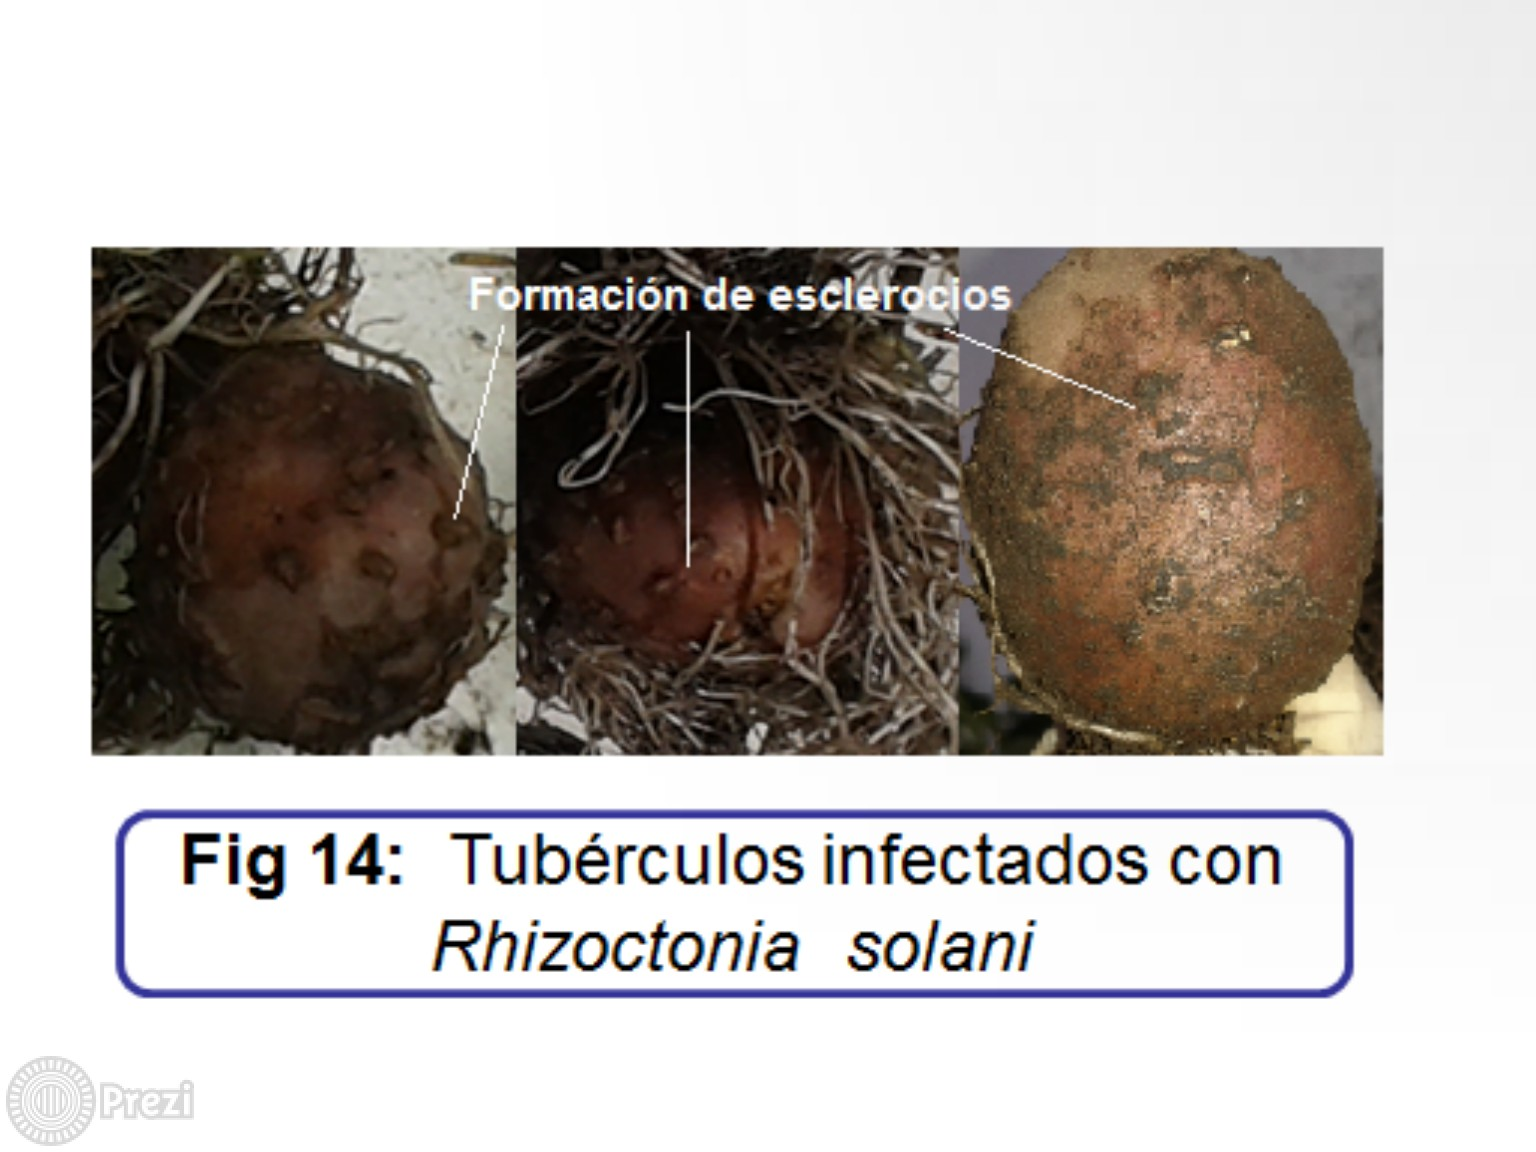 Formación de esclerocios
Fig 14: Tubérculos infectados con
Rhizoctonia solani
Prezi